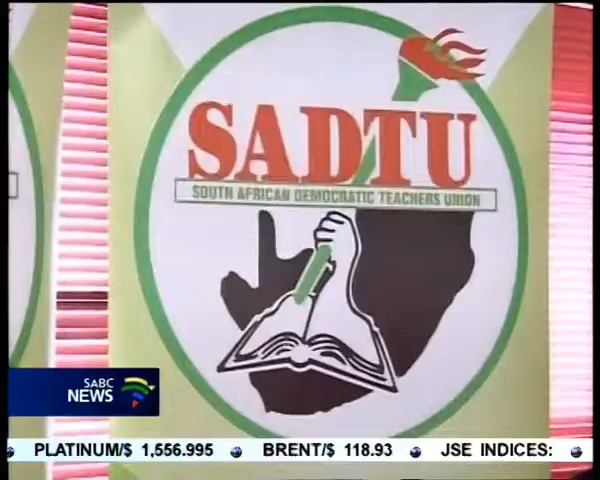 SADTU
SOUTH AFRICAN DEMOCRATIC TEACHERS UNION
SABC
NEWS
PLATINUM/$ 1,556.995 BRENT/$ 118.93 JSE INDICES: